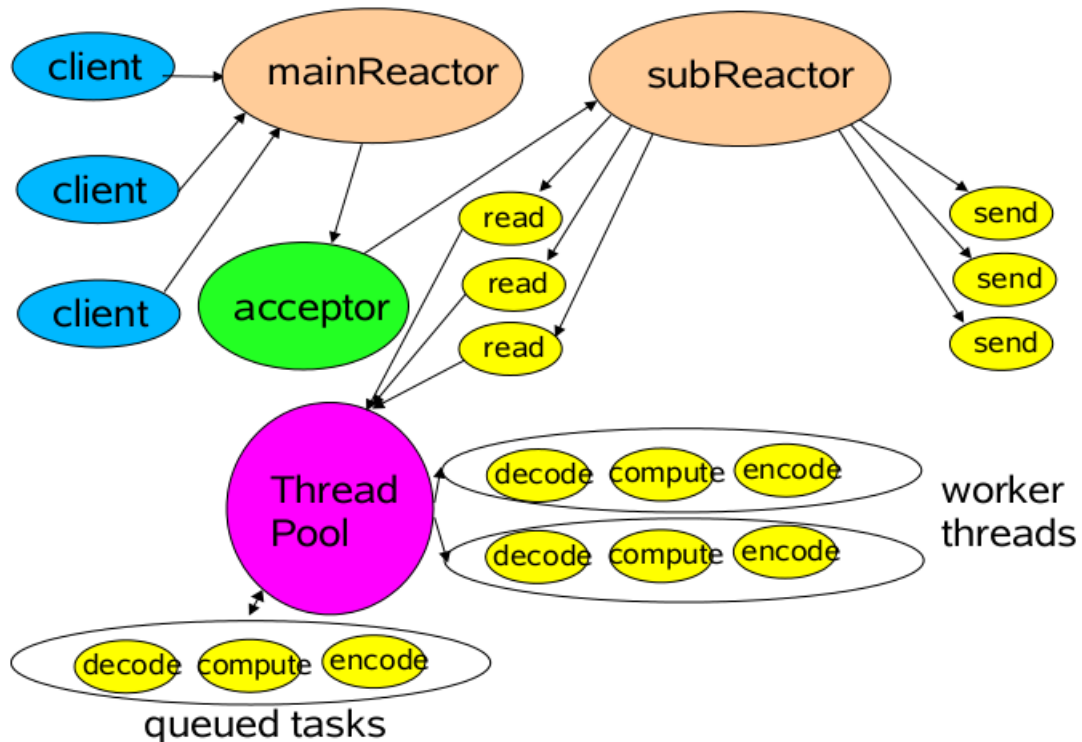 client
mainReactor
subReactor
client
read
send
client
acceptor
read
send
read
send
Thread
Pool
decode
compute
encode
worker
threads
decode
compute
encode
decode
compute
encode
queued tasks